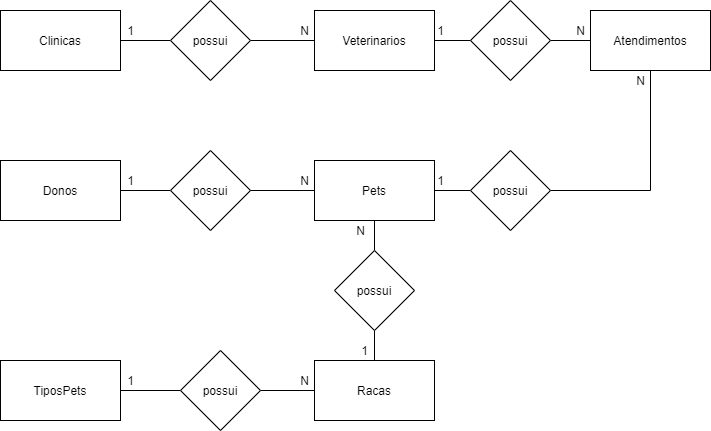 Clinicas 1 possui N Veterinarios 1 possui N Atendimentos
N
Donos 1 possui N Pets 1 possui
N
possui
1
TiposPets 1 possui N Racas